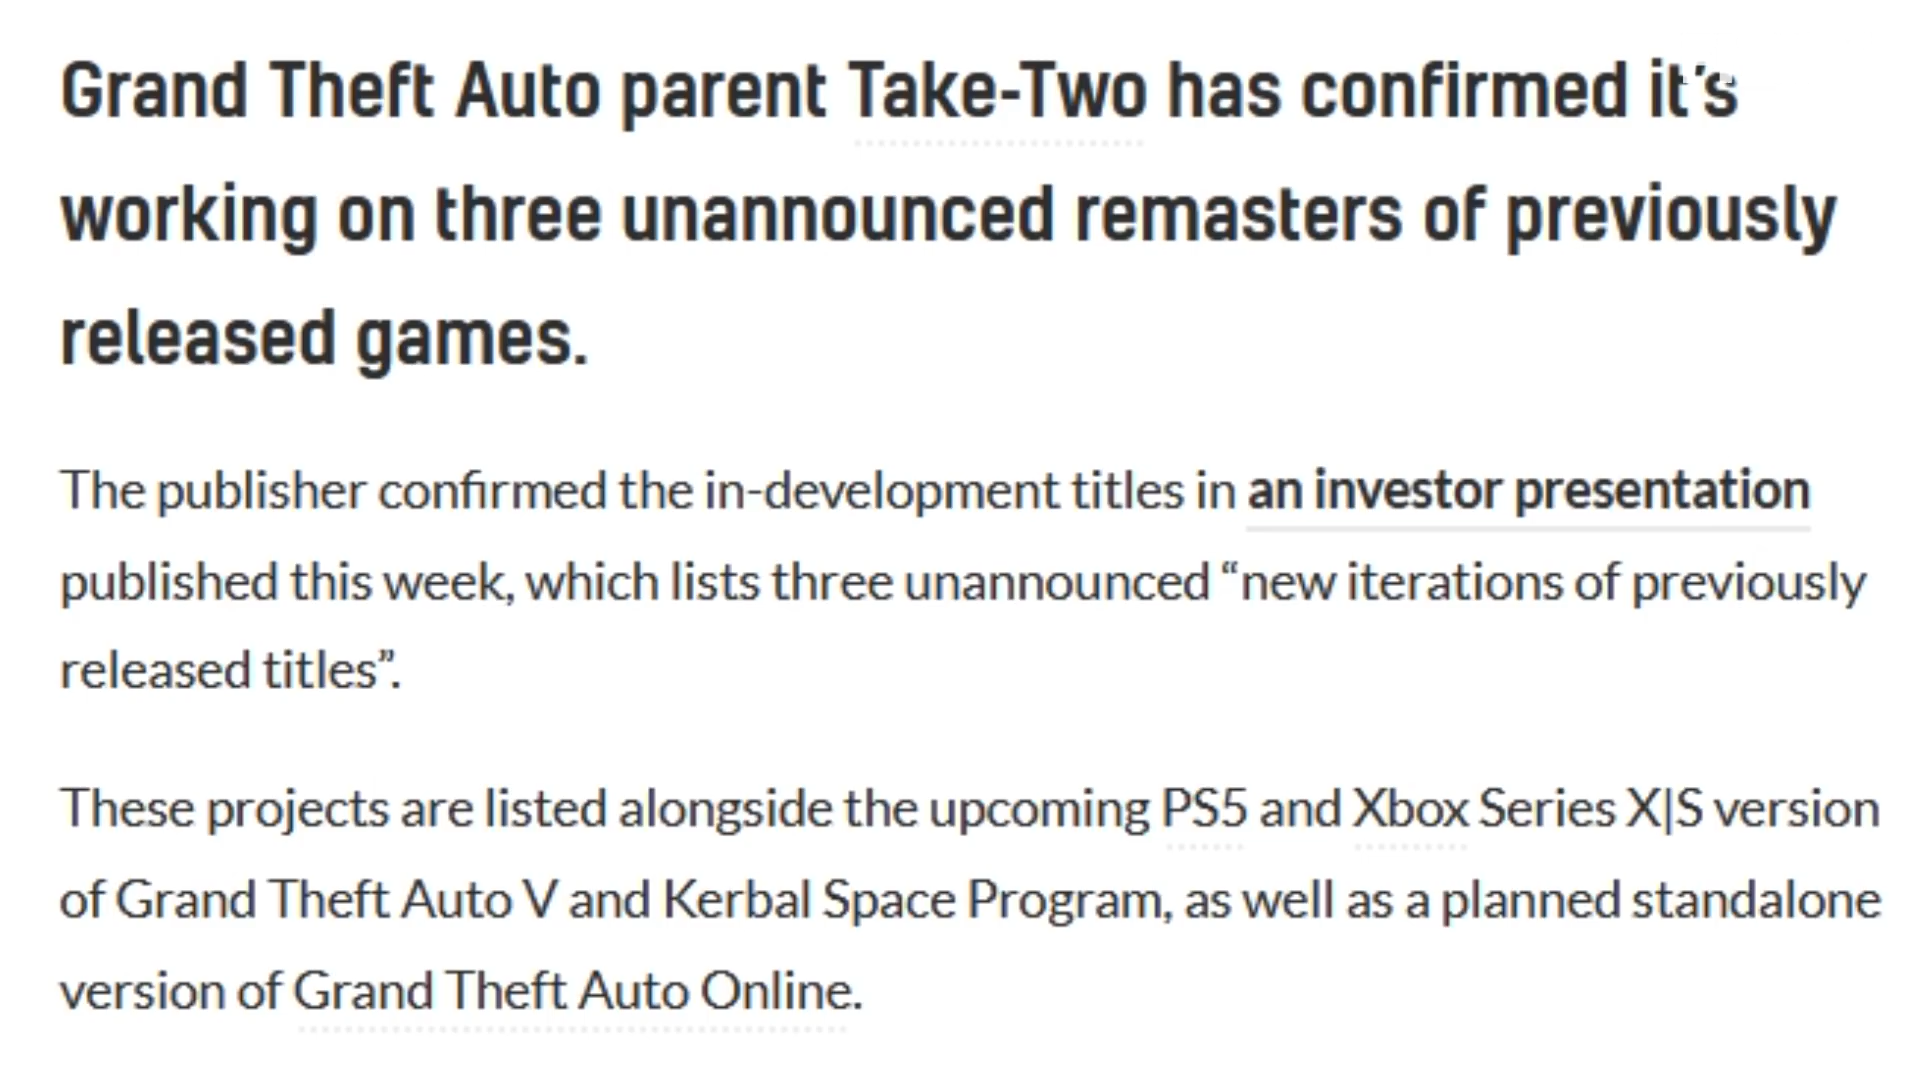 Grand Theft Auto parent Take-Two has confirmed it’s
working on three unannounced remasters of previously
released games.
The publisher confirmed the in-development titles in an investor presentation
published this week, which lists three unannounced “new iterations of previously
released titles”.
These projects are listed alongside the upcoming PS5 and Xbox Series X|S version
of Grand Theft Auto V and Kerbal Space Program, as well as a planned standalone
version of Grand Theft Auto Online.